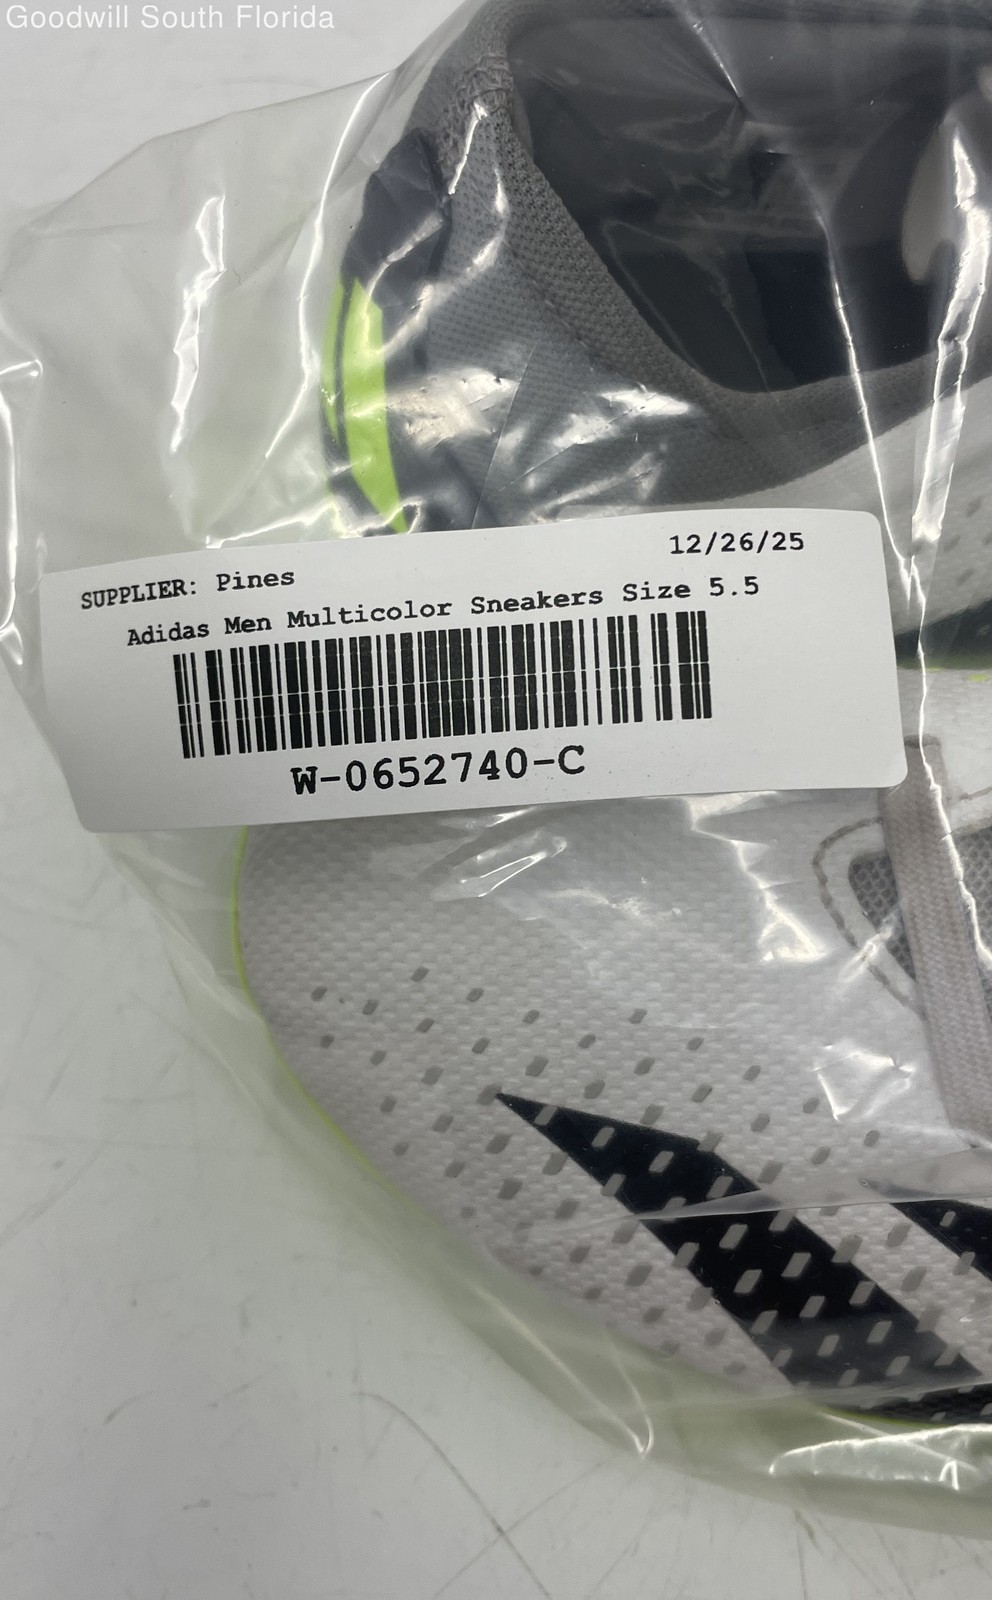 Goodwill South Florida
12/26/25
SUPPLIER: Pines
Adidas Men Multicolor Sneakers Size 5.5
W-0652740-C